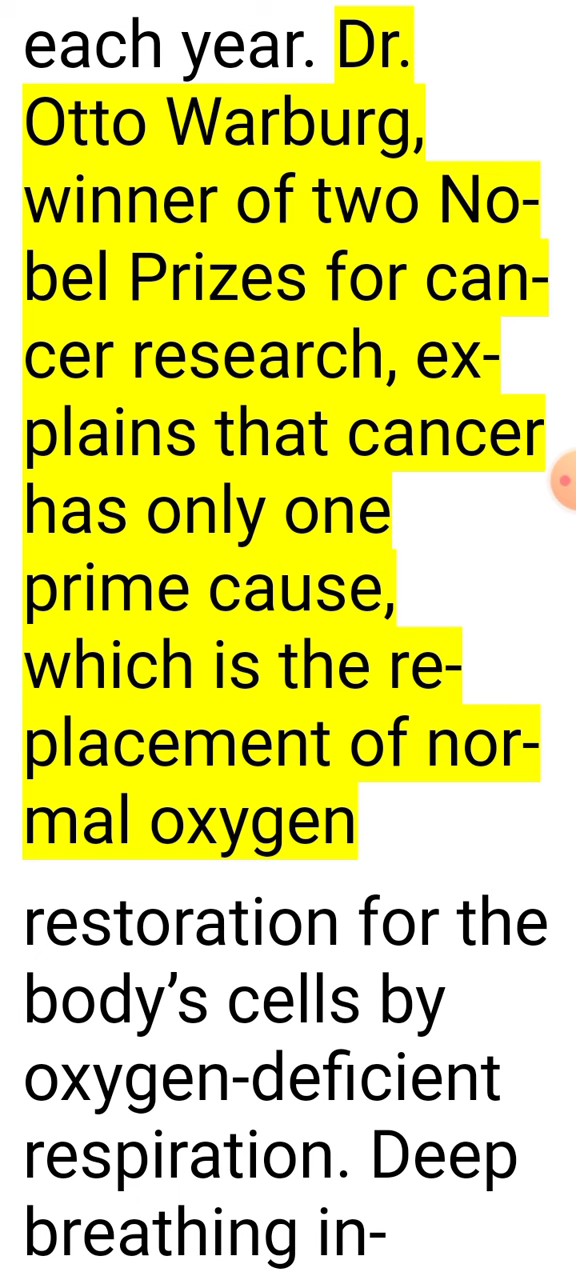 each year. Dr.
Otto Warburg,
winner of two No-
bel Prizes for can-
cer research, ex-
plains that cancer
has only one
prime cause,
which is the re-
placement of nor-
mal oxygen
restoration for the
body’s cells by
oxygen-deficient
respiration. Deep
breathing in-